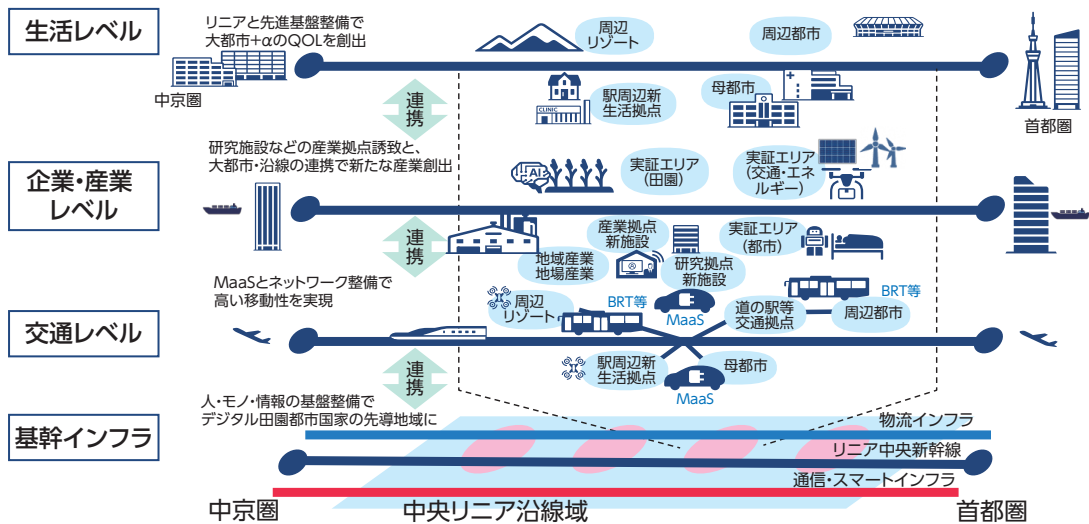 生活レベル
リニアと先進基盤整備で
大都市+αのQOLを創出
中京圏
周辺
リゾート
周辺都市
首都圏
駅周辺新
生活拠点
CLINIC
母都市
連携
研究施設などの産業拠点誘致と、
大都市・沿線の連携で新たな産業創出
企業・産業
レベル
AI
実証エリア
(田園)
実証エリア
(交通・エネ
ルギー)
連携
地域産業
地場産業
産業拠点
新施設
研究拠点
新施設
実証エリア
(都市)
MaaSとネットワーク整備で
高い移動性を実現
交通レベル
周辺
リゾート
BRT等
MaaS
道の駅等
交通拠点
BRT等
周辺都市
駅周辺新
生活拠点
母都市
MaaS
連携
人・モノ・情報の基盤整備で
デジタル田園都市国家の先導地域に
基幹インフラ
物流インフラ
リニア中央新幹線
通信・スマートインフラ
中京圏
中央リニア沿線域
首都圏